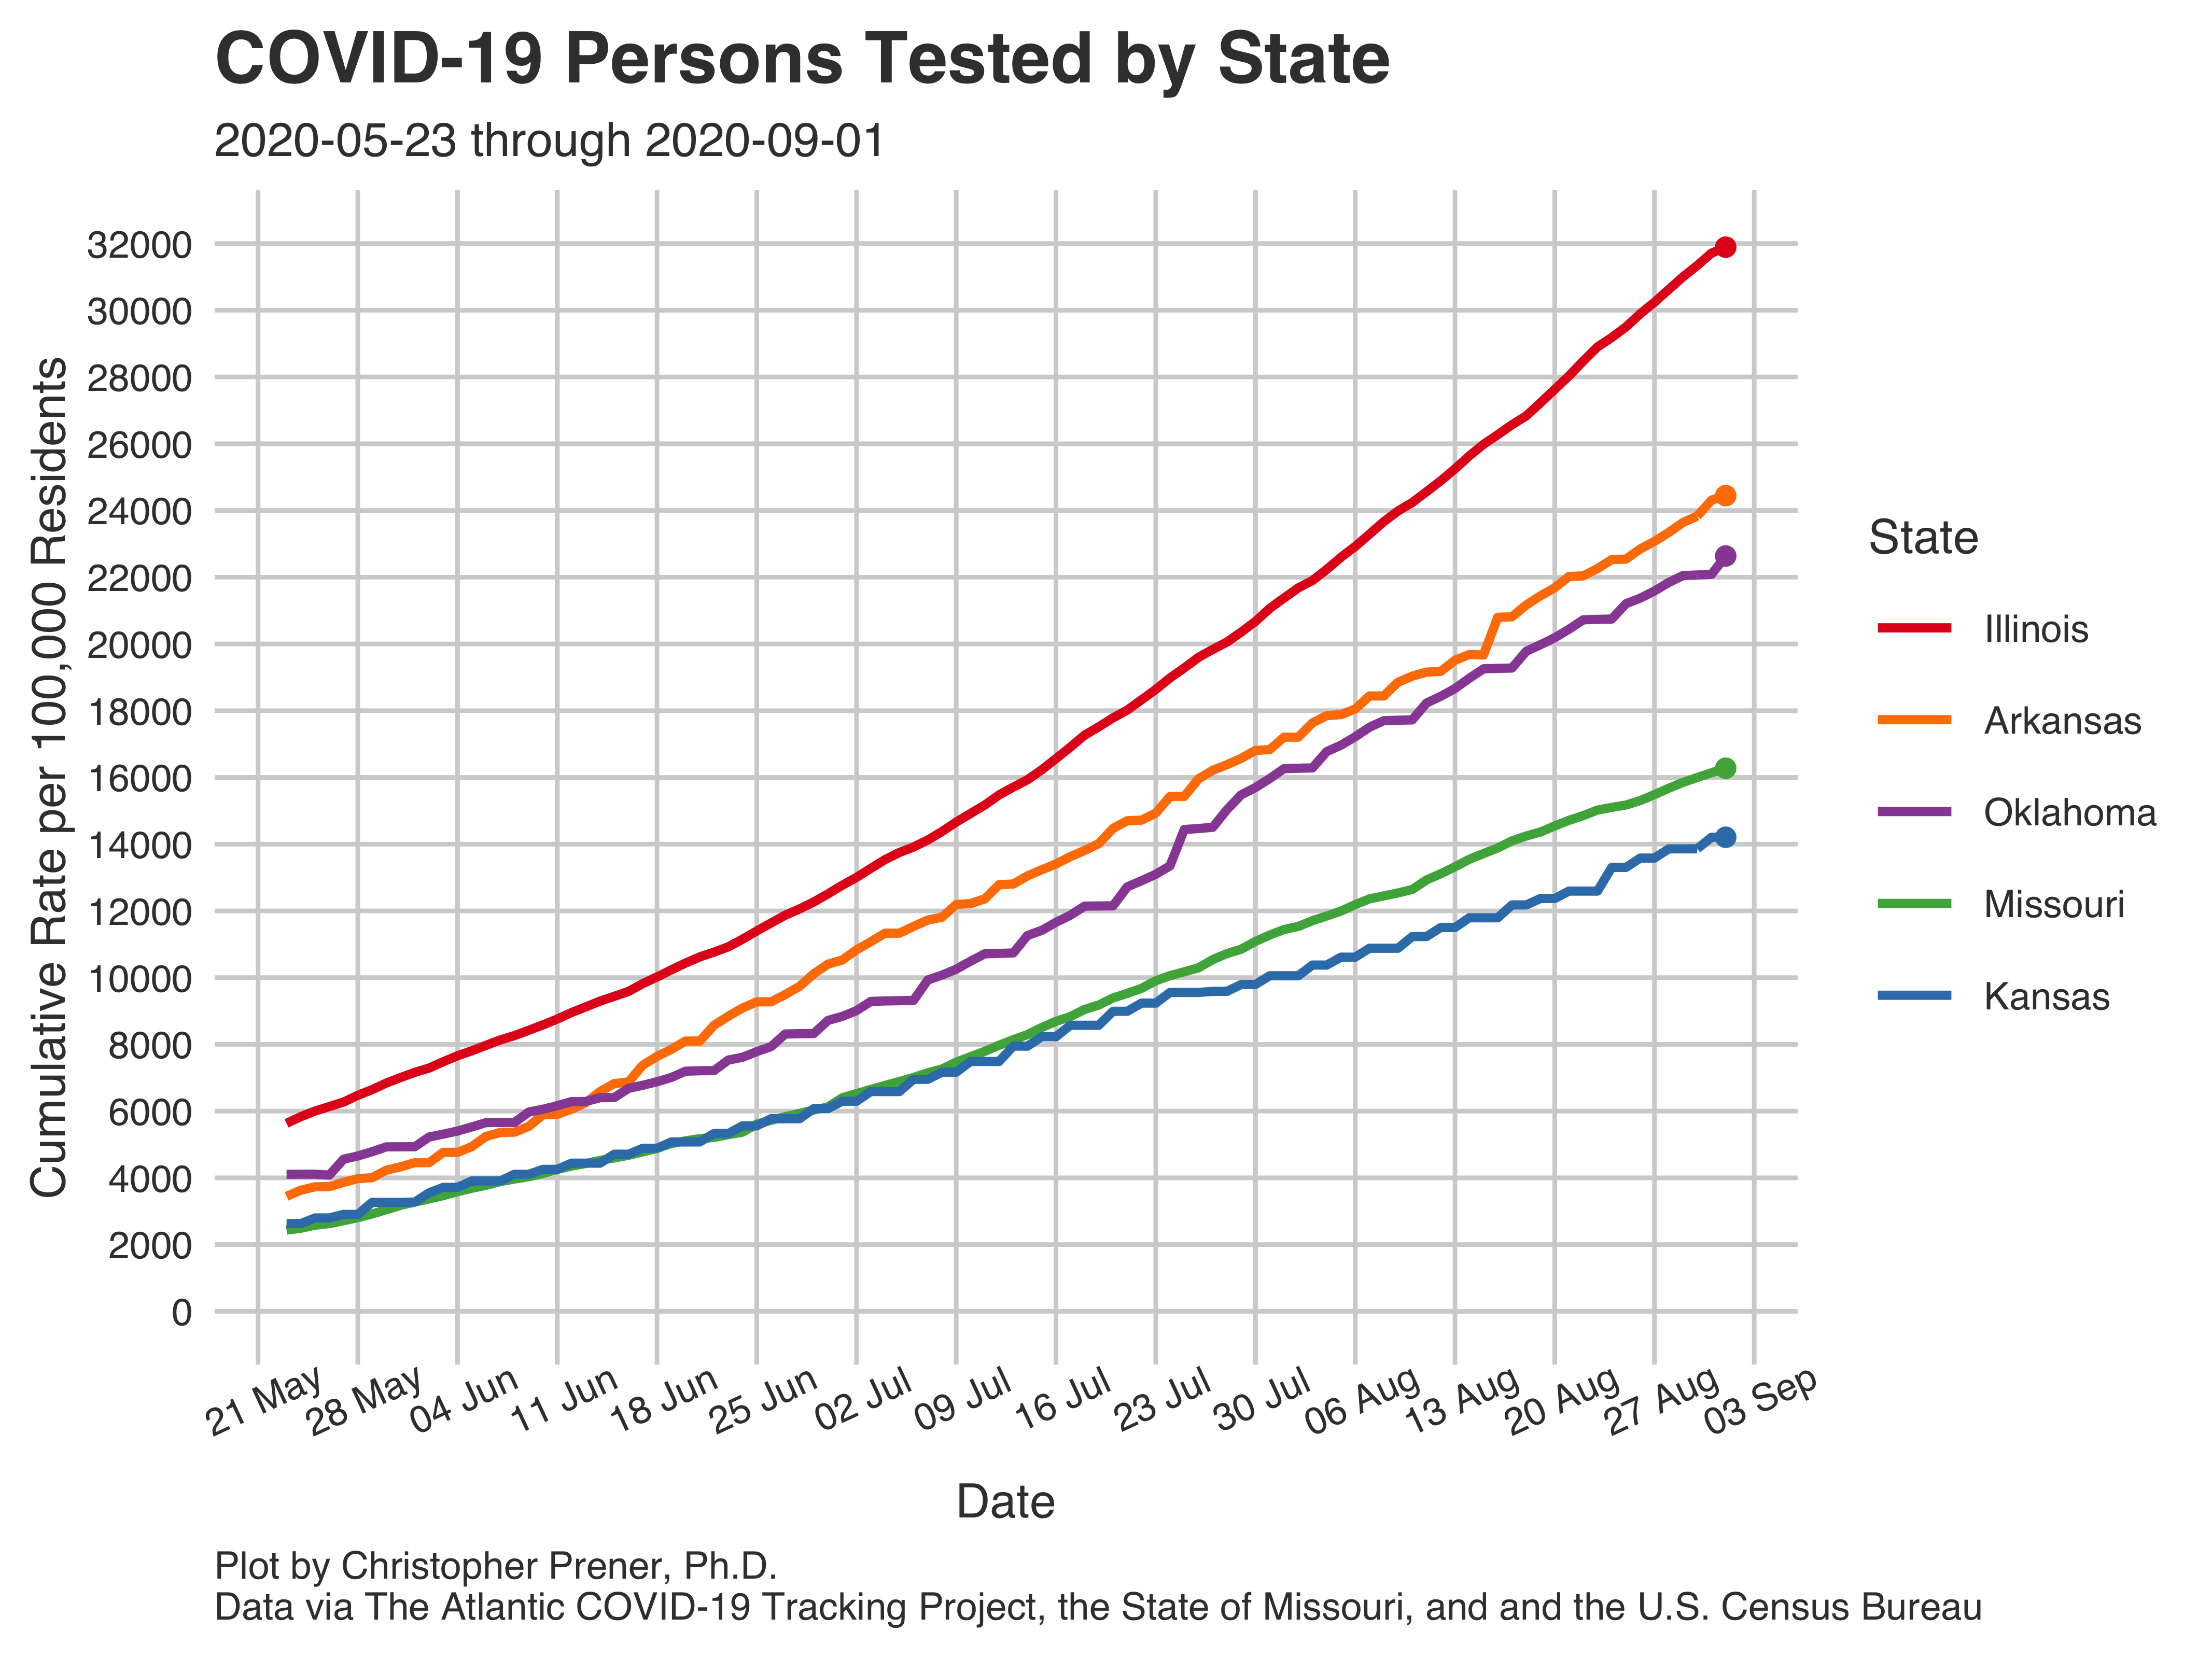 COVID-19 Persons Tested by State
2020-05-23 through 2020-09-01
Cumulative Rate per 100,000 Residents
32000
30000
28000
26000
24000
22000
20000
18000
16000
14000
12000
10000
8000
6000
4000
2000
0
21 May
28 May
04 Jun
11 Jun
18 Jun
25 Jun
02 Jul
09 Jul
16 Jul
23 Jul
30 Jul
06 Aug
13 Aug
20 Aug
27 Aug
03 Sep
Date
State
Illinois
Arkansas
Oklahoma
Missouri
Kansas
Plot by Christopher Prener, Ph.D.
Data via The Atlantic COVID-19 Tracking Project, the State of Missouri, and and the U.S. Census Bureau